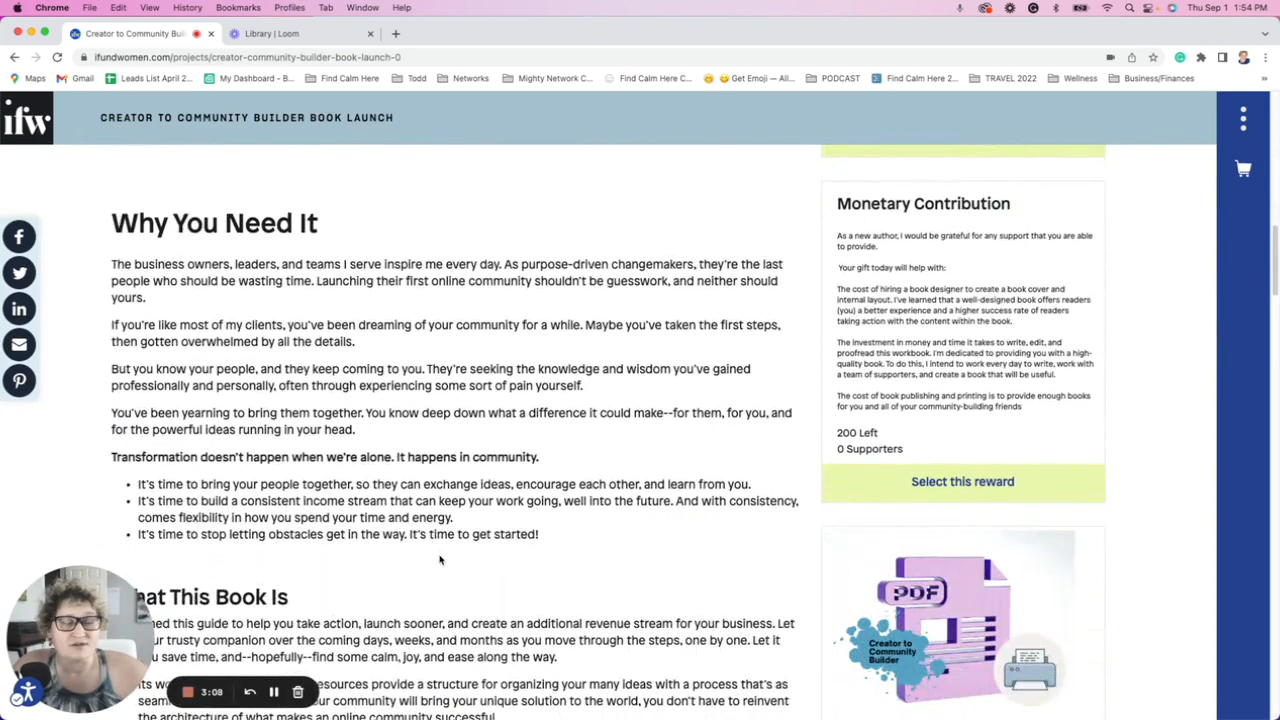 Chrome File Edit View History Bookmarks Profiles Tab Window Help Thu Sep 1 1:54 PM
Creator to Community Bui Library | Loom
ifundwomen.com/projects/creator-community-builder-book-launch-0
Maps Gmail Leads List April 2... My Dashboard - B... Find Calm Here Todd Networks Mighty Network C... Find Calm Here C... Get Emoji — All... PODCAST Find Calm Here 2... TRAVEL 2022 Wellness Business/Finances »
ifw CREATOR TO COMMUNITY BUILDER BOOK LAUNCH
Why You Need It
The business owners, leaders, and teams I serve inspire me every day. As purpose-driven changemakers, they're the last
people who should be wasting time. Launching their first online community shouldn't be guesswork, and neither should
yours.
If you're like most of my clients, you've been dreaming of your community for a while. Maybe you've taken the first steps,
then gotten overwhelmed by all the details.
But you know your people, and they keep coming to you. They're seeking the knowledge and wisdom you've gained
professionally and personally, often through experiencing some sort of pain yourself.
You've been yearning to bring them together. You know deep down what a difference it could make--for them, for you, and
for the powerful ideas running in your head.
Transformation doesn't happen when we're alone. It happens in community.
• It's time to bring your people together, so they can exchange ideas, encourage each other, and learn from you.
• It's time to build a consistent income stream that can keep your work going, well into the future. And with consistency,
comes flexibility in how you spend your time and energy.
• It's time to stop letting obstacles get in the way. It's time to get started!
hat This Book Is
ned this guide to help you take action, launch sooner, and create an additional revenue stream for your business. Let
ur trusty companion over the coming days, weeks, and months as you move through the steps, one by one. Let it
u save time, and--hopefully--find some calm, joy, and ease along the way.
its wo esources provide a structure for organizing your many ideas with a process that's as
seam our community will bring your unique solution to the world, you don't have to reinvent
the architecture of what makes an online community successful.
3:08
Monetary Contribution
As a new author, I would be grateful for any support that you are able
to provide.
Your gift today will help with:
The cost of hiring a book designer to create a book cover and
internal layout. I've learned that a well-designed book offers readers
(you) a better experience and a higher success rate of readers
taking action with the content within the book.
The investment in money and time it takes to write, edit, and
proofread this workbook. I'm dedicated to providing you with a high-
quality book. To do this, I intend to work every day to write, work with
a team of supporters, and create a book that will be useful.
The cost of book publishing and printing is to provide enough books
for you and all of your community-building friends
200 Left
0 Supporters
Select this reward
PDF
Creator to
Community
Builder